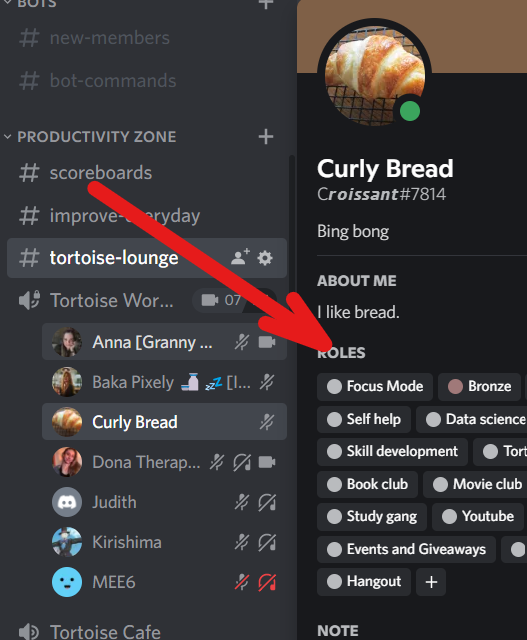 BOTS
new-members
bot-commands
PRODUCTIVITY ZONE
scoreboards
improve-everyday
tortoise-lounge
Tortoise Wor... 07
Anna [Granny ...
Baka Pixely 💤 [I...
Curly Bread
Dona Therap...
Judith
Kirishima
MEE6
Tortoise Cafe
Curly Bread
Croissant#7814
Bing bong
ABOUT ME
I like bread.
ROLES
Focus Mode Bronze
Self help Data science
Skill development Tort
Book club Movie club
Study gang Youtube
Events and Giveaways
Hangout +
NOTE